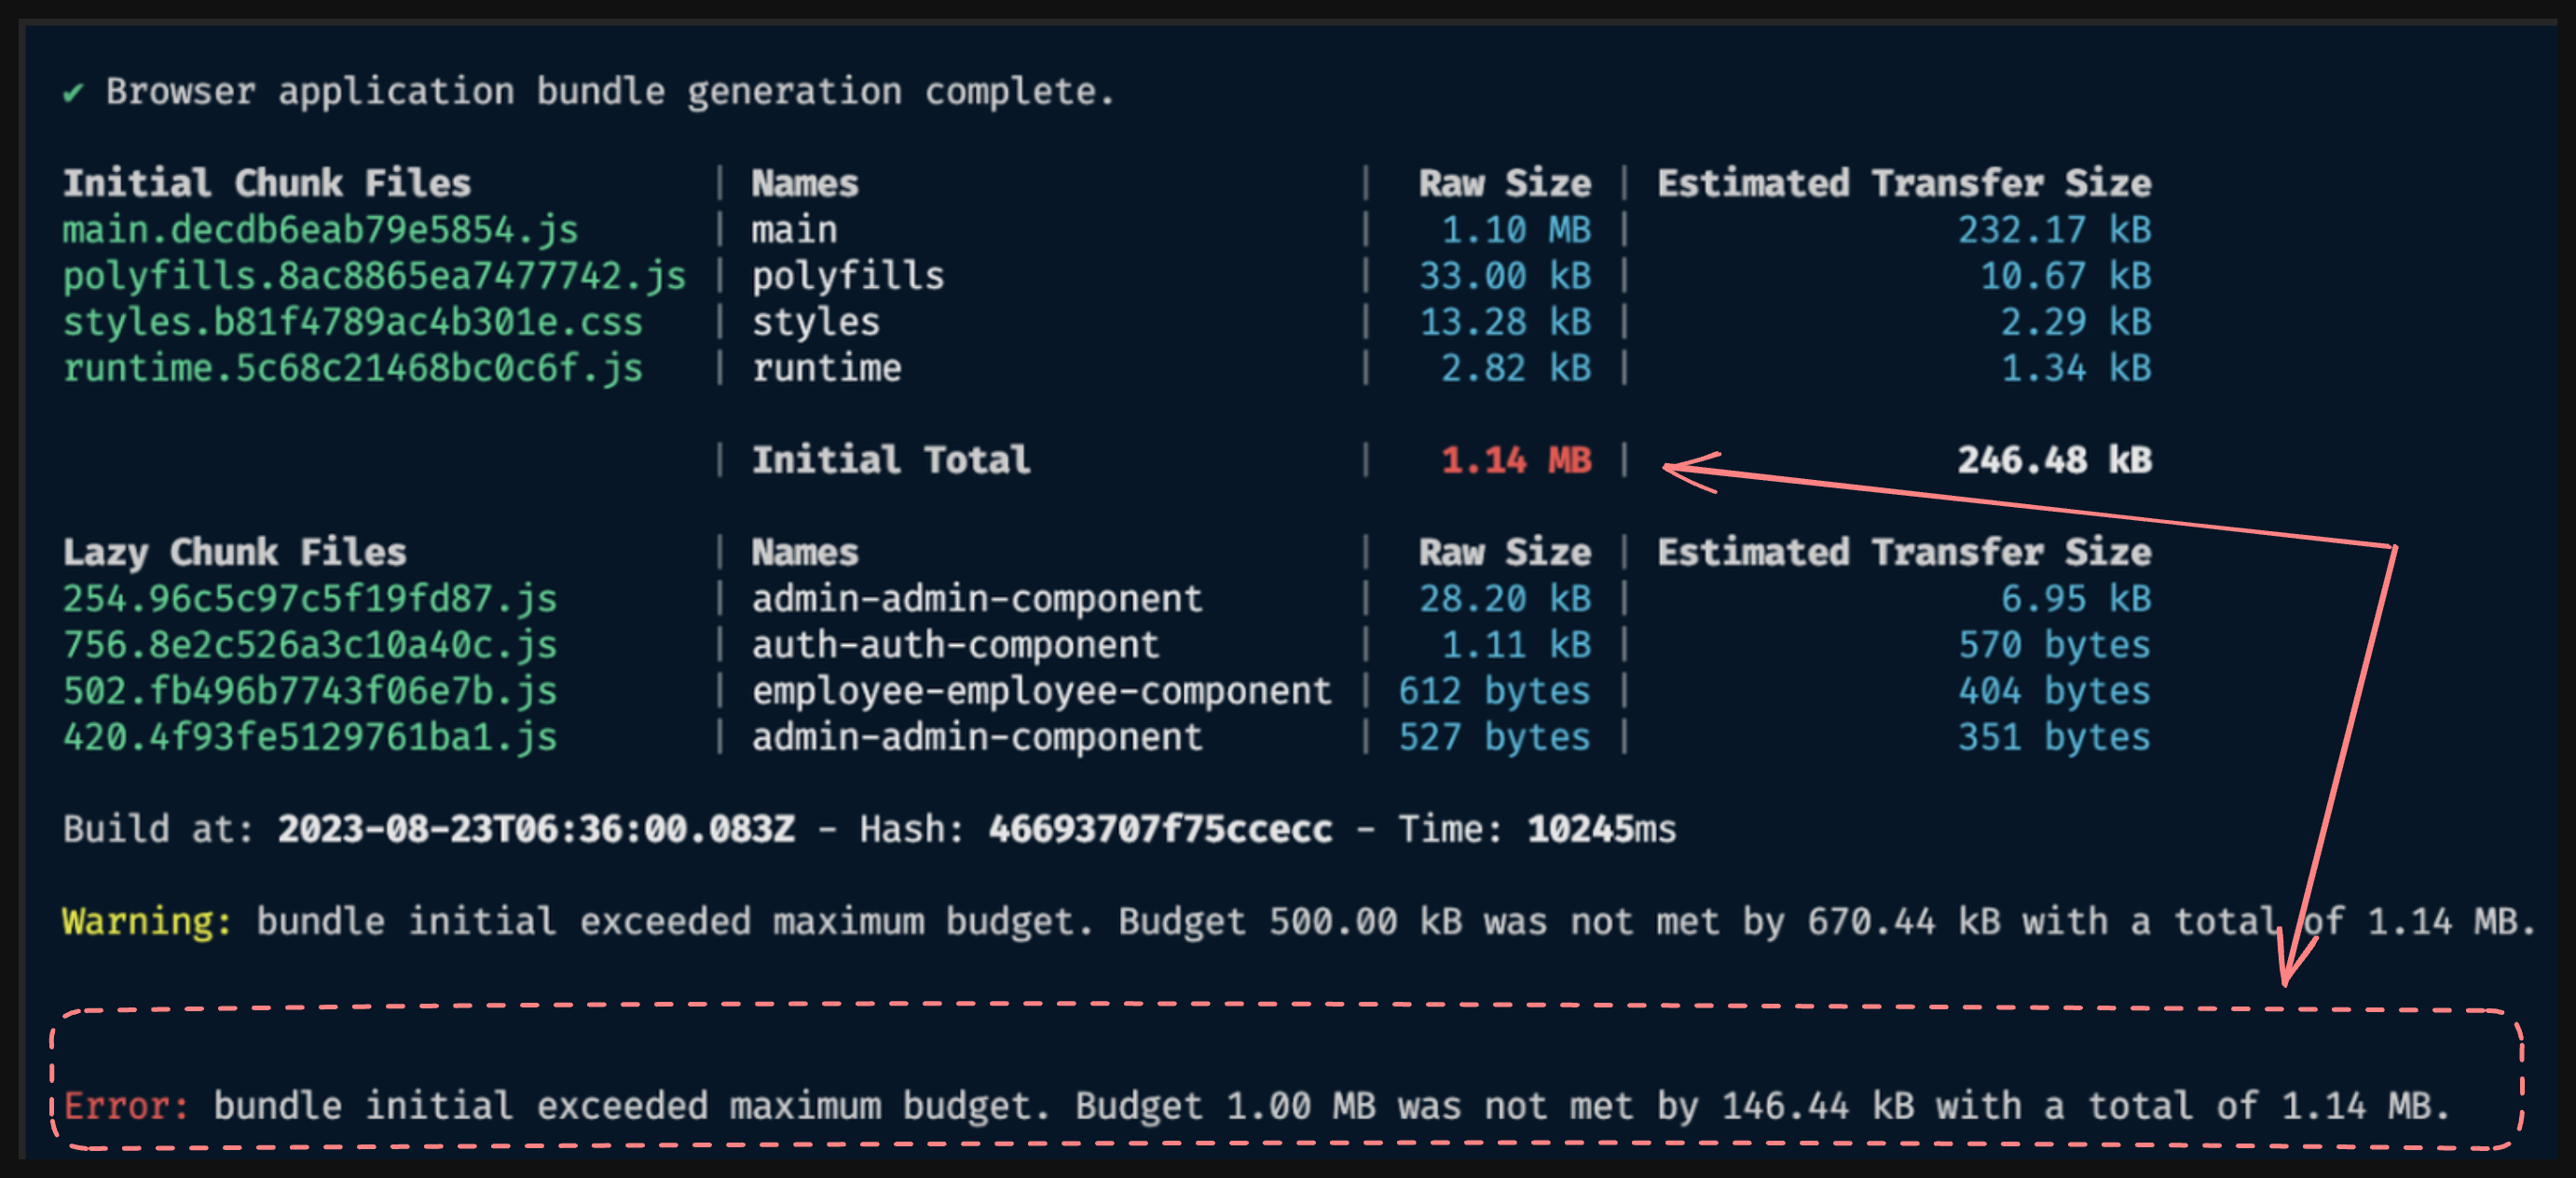 ✔ Browser application bundle generation complete.
Initial Chunk Files | Names | Raw Size | Estimated Transfer Size
main.decdb6eab79e5854.js | main | 1.10 MB | 232.17 kB
polyfills.8ac8865ea7477742.js | polyfills | 33.00 kB | 10.67 kB
styles.b81f4789ac4b301e.css | styles | 13.28 kB | 2.29 kB
runtime.5c68c21468bc0c6f.js | runtime | 2.82 kB | 1.34 kB
| Initial Total | 1.14 MB | 246.48 kB
Lazy Chunk Files | Names | Raw Size | Estimated Transfer Size
254.96c5c97c5f19fd87.js | admin-admin-component | 28.20 kB | 6.95 kB
756.8e2c526a3c10a40c.js | auth-auth-component | 1.11 kB | 570 bytes
502.fb496b7743f06e7b.js | employee-employee-component | 612 bytes | 404 bytes
420.4f93fe5129761ba1.js | admin-admin-component | 527 bytes | 351 bytes
Build at: 2023-08-23T06:36:00.083Z - Hash: 46693707f75ccecc - Time: 10245ms
Warning: bundle initial exceeded maximum budget. Budget 500.00 kB was not met by 670.44 kB with a total of 1.14 MB.
Error: bundle initial exceeded maximum budget. Budget 1.00 MB was not met by 146.44 kB with a total of 1.14 MB.